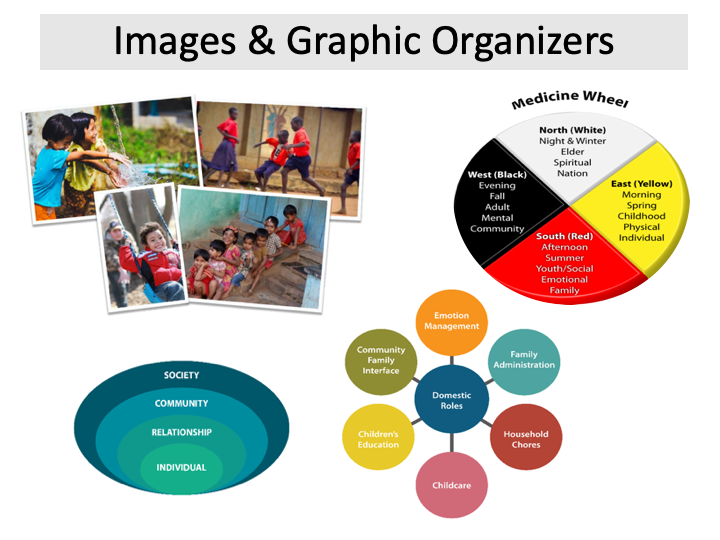 Images & Graphic Organizers
Medicine Wheel
North (White)
Night & Winter
Elder
Spiritual
Nation
West (Black)
Evening
Fall
Adult
Mental
Community
East (Yellow)
Morning
Spring
Childhood
Physical
Individual
South (Red)
Afternoon
Summer
Youth/Social
Emotional
Family
SOCIETY
COMMUNITY
RELATIONSHIP
INDIVIDUAL
Emotion
Management
Community
Family
Interface
Family
Administration
Domestic
Roles
Children's
Education
Household
Chores
Childcare